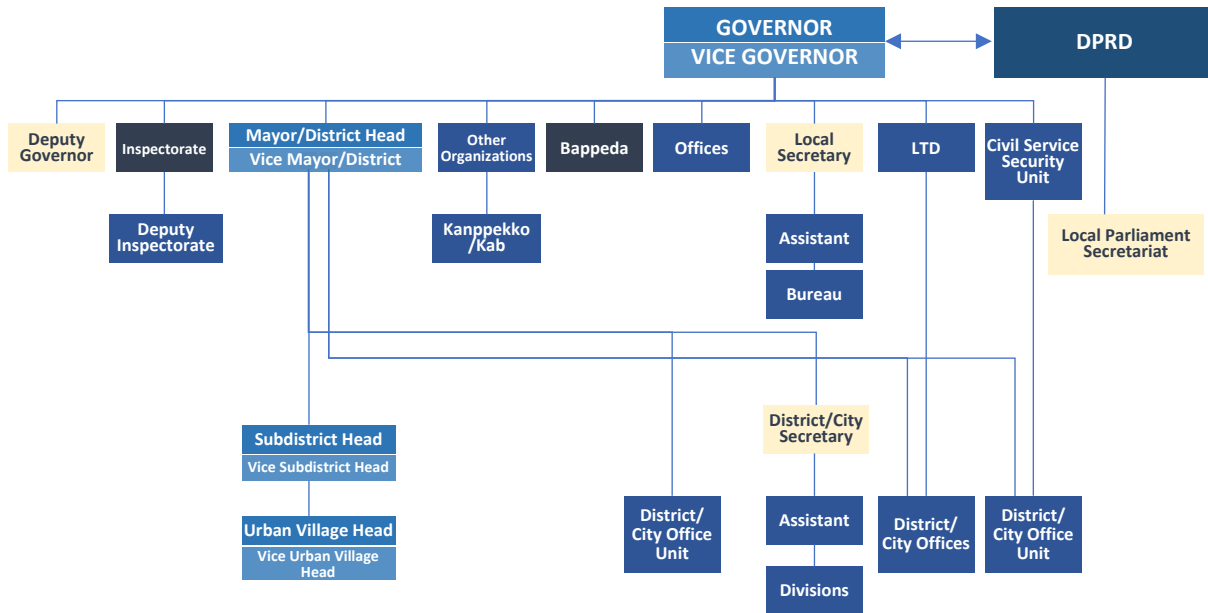 GOVERNOR
VICE GOVERNOR
DPRD
Deputy
Governor
Inspectorate
Mayor/District Head
Vice Mayor/District
Other
Organizations
Bappeda
Offices
Local
Secretary
LTD
Civil Service
Security
Unit
Deputy
Inspectorate
Kanppekko
/Kab
Assistant
Local Parliament
Secretariat
Bureau
Subdistrict Head
Vice Subdistrict Head
District/City
Secretary
Urban Village Head
Vice Urban Village
Head
District/
City Office
Unit
Assistant
District/
City Offices
District/
City Office
Unit
Divisions